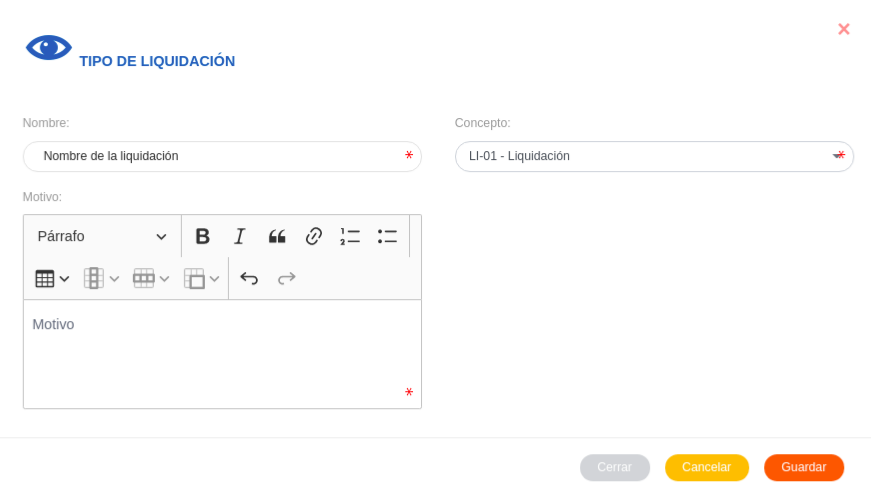 TIPO DE LIQUIDACIÓN
Nombre:
Concepto:
Nombre de la liquidación *
LI-01 - Liquidación *
Motivo:
Párrafo
Motivo
*
Cerrar
Cancelar
Guardar